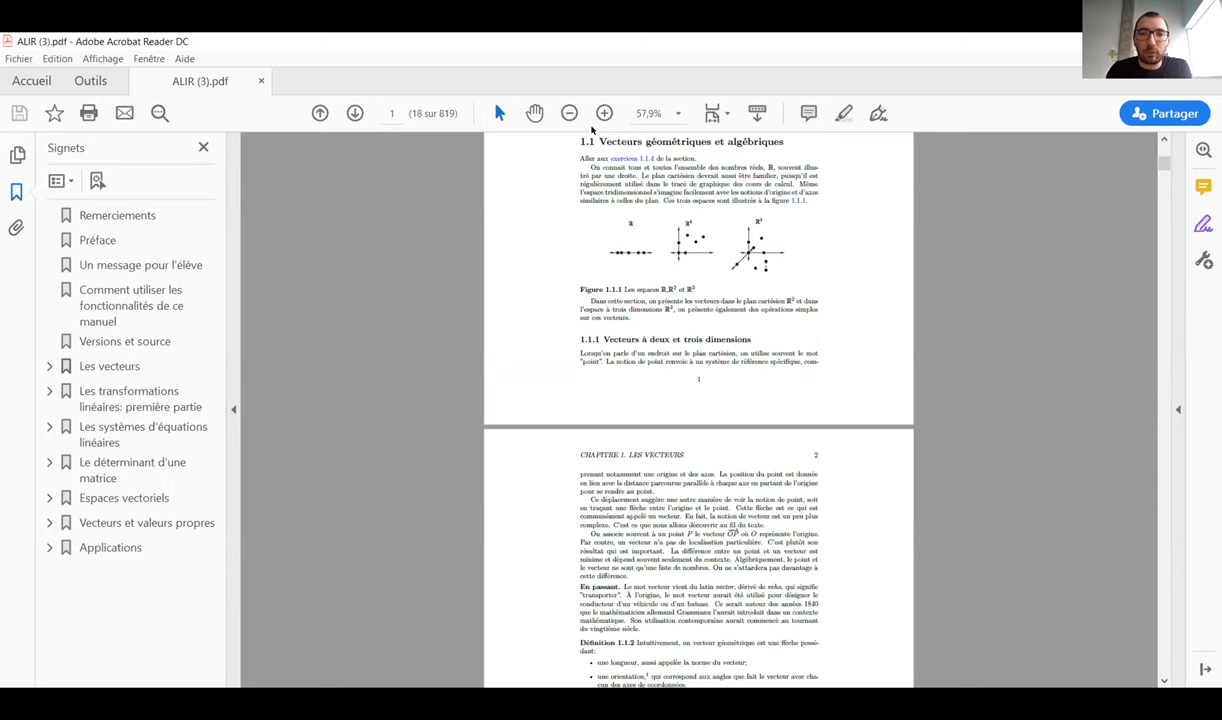 ALIR (3).pdf - Adobe Acrobat Reader DC
Fichier Edition Affichage Fenêtre Aide
Accueil Outils ALIR (3).pdf ×
1 (18 sur 819) 57,9% Partager
Signets
Remerciements
Préface
Un message pour l'élève
Comment utiliser les
fonctionnalités de ce
manuel
Versions et source
Les vecteurs
Les transformations
linéaires: première partie
Les systèmes d'équations
linéaires
Le déterminant d'une
matrice
Espaces vectoriels
Vecteurs et valeurs propres
Applications
1.1 Vecteurs géométriques et algébriques
Aller aux exercices 1.1.4 de la section.
On connait tous et toutes l'ensemble des nombres réels, ℝ, souvent illus-
tré par une droite. Le plan cartésien devrait aussi être familier, puisqu'il est
régulièrement utilisé dans le tracé de graphique des cours de calcul. Même
l'espace tridimensionnel s'imagine facilement avec les notions d'origine et d'axes
similaires à celles du plan. Ces trois espaces sont illustrés à la figure 1.1.1.
ℝ ℝ² ℝ³
Figure 1.1.1 Les espaces ℝ,ℝ² et ℝ³
Dans cette section, on présente les vecteurs dans le plan cartésien ℝ² et dans
l'espace à trois dimensions ℝ³, on présente également des opérations simples
sur ces vecteurs.
1.1.1 Vecteurs à deux et trois dimensions
Lorsqu'on parle d'un endroit sur le plan cartésien, on utilise souvent le mot
"point". La notion de point renvoie à un système de référence spécifique, com-
1
CHAPITRE 1. LES VECTEURS 2
prenant notamment une origine et des axes. La position du point est donnée
en lien avec la distance parcourue parallèle à chaque axe en partant de l'origine
pour se rendre au point.
Ce déplacement suggère une autre manière de voir la notion de point, soit
en traçant une flèche entre l'origine et le point. Cette flèche est ce qui est
communément appelé un vecteur. En fait, la notion de vecteur est un peu plus
complexe. C'est ce que nous allons découvrir au fil du texte.
On associe souvent à un point P le vecteur OP⃗ où O représente l'origine.
Par contre, un vecteur n'a pas de localisation particulière. C'est plutôt son
résultat qui est important. La différence entre un point et un vecteur est
minime et dépend souvent seulement du contexte. Algébriquement, le point et
le vecteur ne sont qu'une liste de nombres. On ne s'attardera pas davantage à
cette différence.
En passant. Le mot vecteur vient du latin vector, dérivé de veho, qui signifie
"transporter". À l'origine, le mot vecteur aurait été utilisé pour désigner le
conducteur d'un véhicule ou d'un bateau. Ce serait autour des années 1840
que le mathématicien allemand Grassmann l'aurait introduit dans un contexte
mathématique. Son utilisation contemporaine aurait commencé au tournant
du vingtième siècle.
Définition 1.1.2 Intuitivement, un vecteur géométrique est une flèche possé-
dant:
• une longueur, aussi appelée la norme du vecteur;
• une orientation,¹ qui correspond aux angles que fait le vecteur avec cha-
cun des axes de coordonnées.